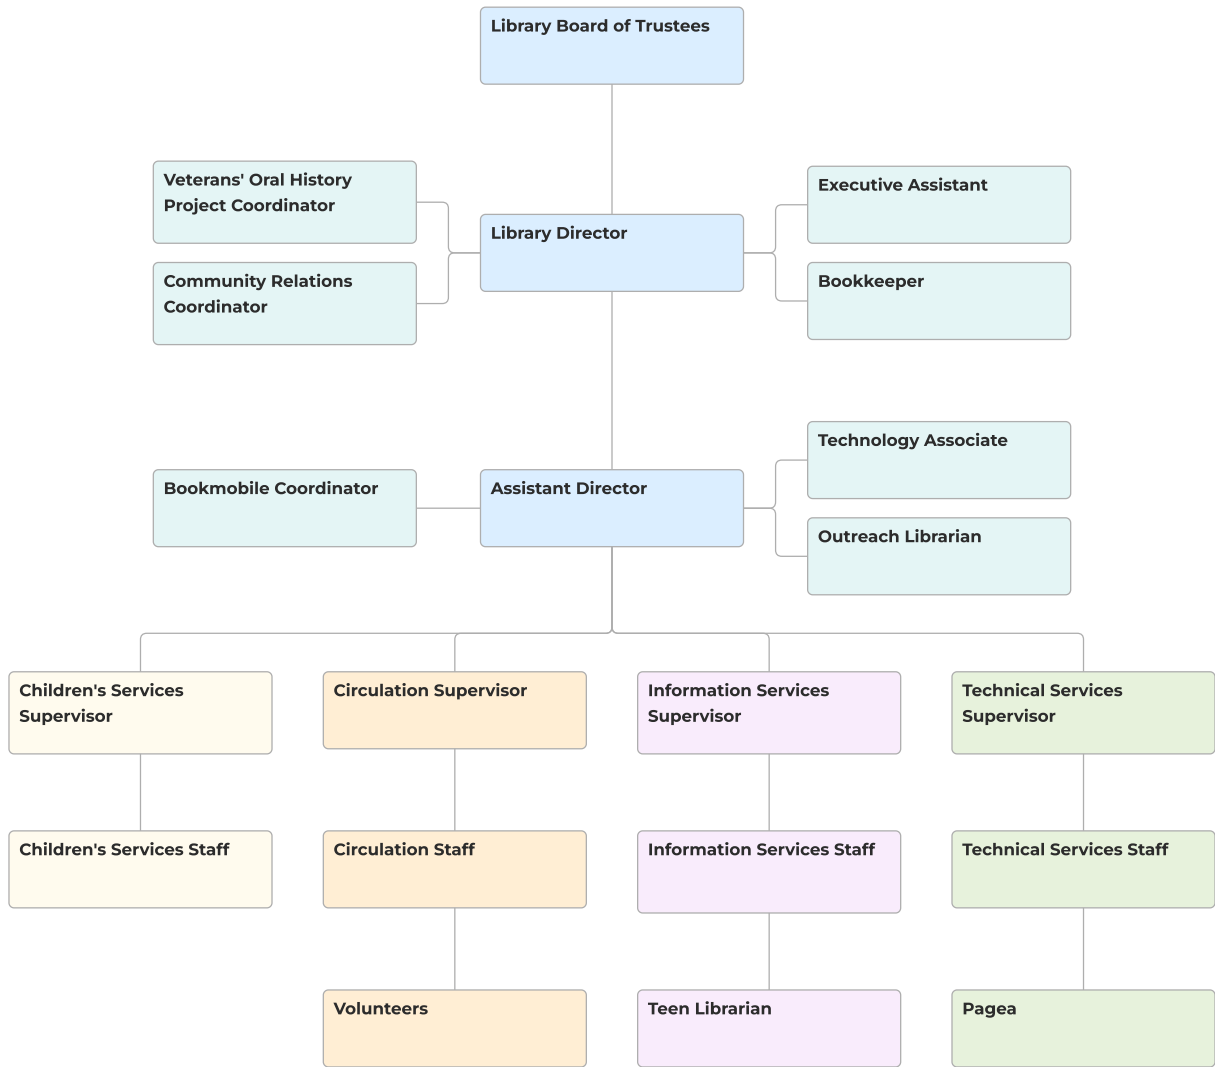 Library Board of Trustees
Veterans' Oral History
Project Coordinator
Executive Assistant
Library Director
Community Relations
Coordinator
Bookkeeper
Technology Associate
Bookmobile Coordinator
Assistant Director
Outreach Librarian
Children's Services
Supervisor
Circulation Supervisor
Information Services
Supervisor
Technical Services
Supervisor
Children's Services Staff
Circulation Staff
Information Services Staff
Technical Services Staff
Volunteers
Teen Librarian
Pagea